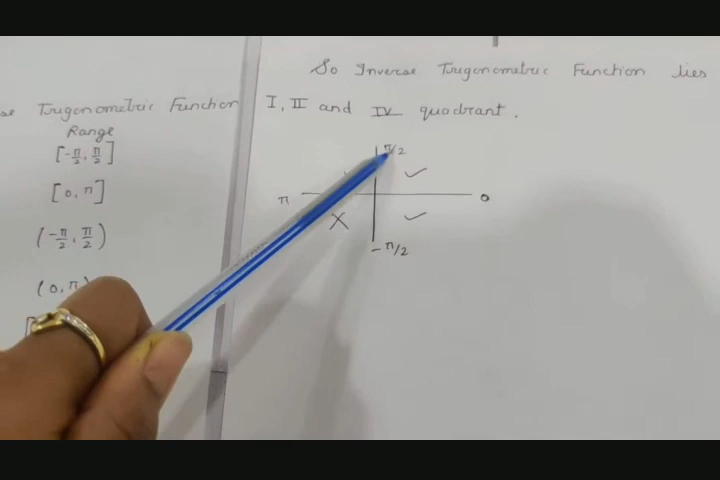 So Inverse Trigonometric Function lies
I, II and IV quadrant.
se Trigonometric Function
Range
[-π/2, π/2]
[0, π]
(-π/2, π/2)
(0, π)
π/2
π
0
-π/2